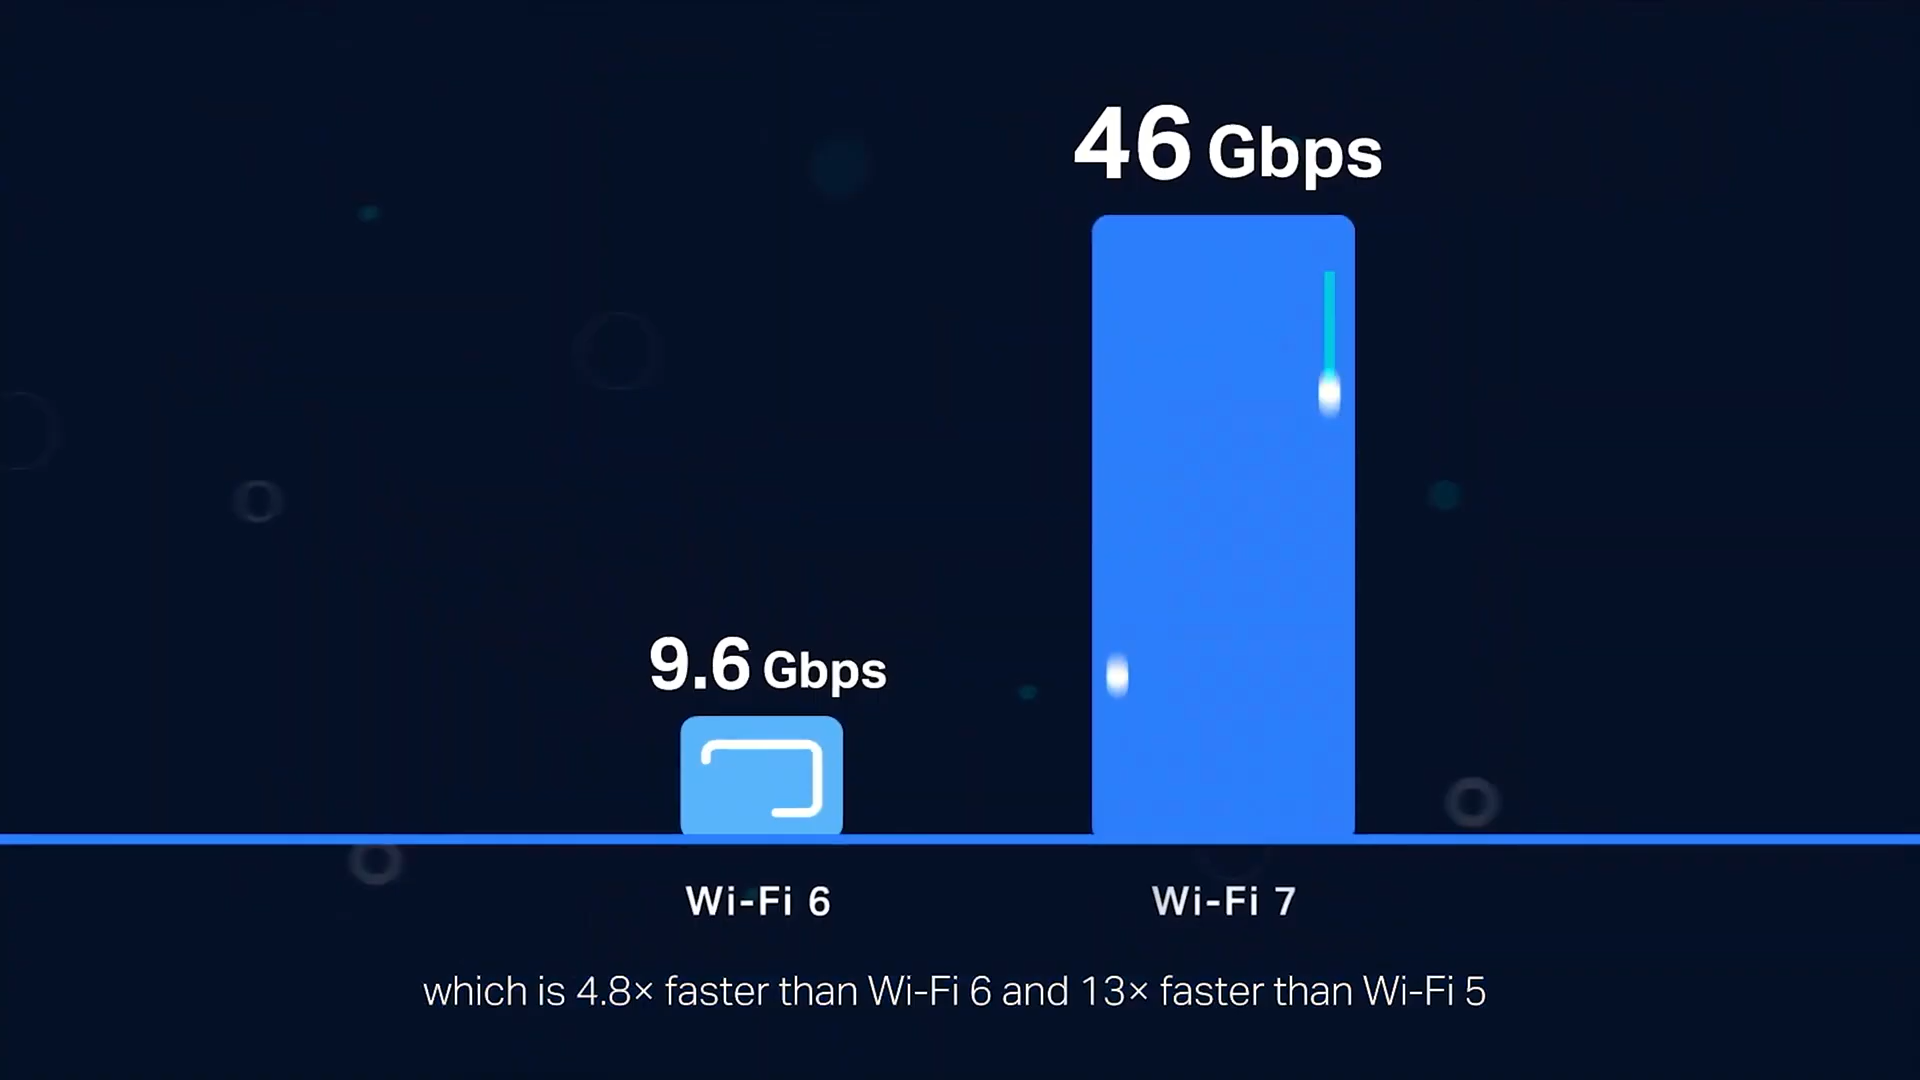 46 Gbps
9.6 Gbps
Wi-Fi 6
Wi-Fi 7
which is 4.8× faster than Wi-Fi 6 and 13× faster than Wi-Fi 5